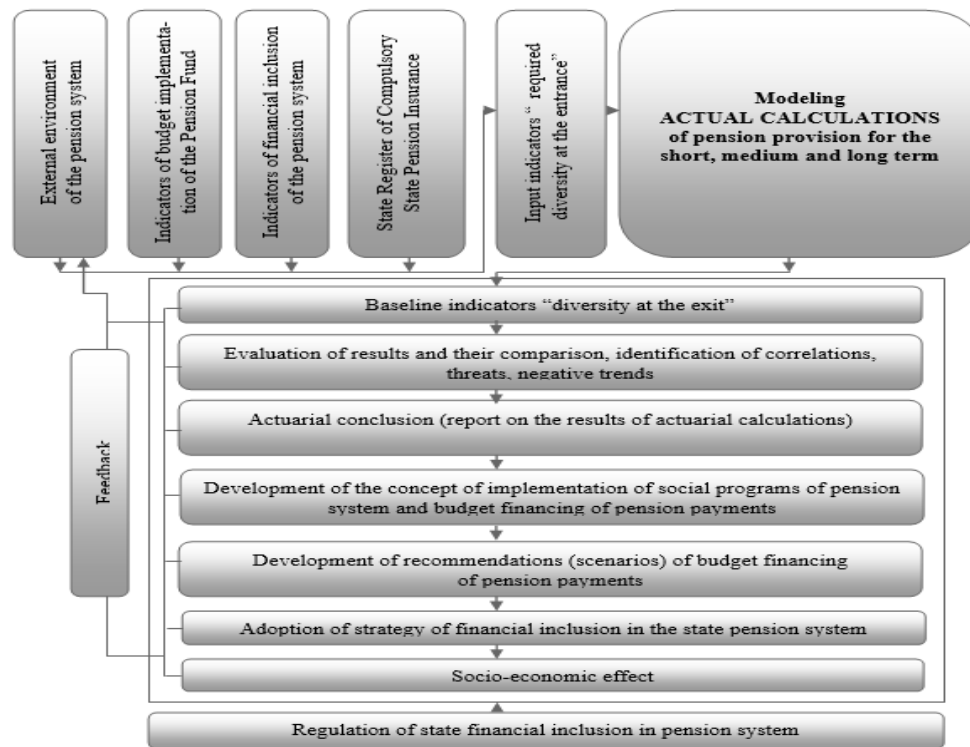 External environment
of the pension system
Indicators of budget implementa-
tion of the Pension Fund
Indicators of financial inclusion
of the pension system
State Register of Compulsory
State Pension Insurance
Input indicators “ required
diversity at the entrance”
Modeling
ACTUAL CALCULATIONS
of pension provision for the
short, medium and long term
Baseline indicators “diversity at the exit”
Evaluation of results and their comparison, identification of correlations,
threats, negative trends
Actuarial conclusion (report on the results of actuarial calculations)
Feedback
Development of the concept of implementation of social programs of pension
system and budget financing of pension payments
Development of recommendations (scenarios) of budget financing
of pension payments
Adoption of strategy of financial inclusion in the state pension system
Socio-economic effect
Regulation of state financial inclusion in pension system